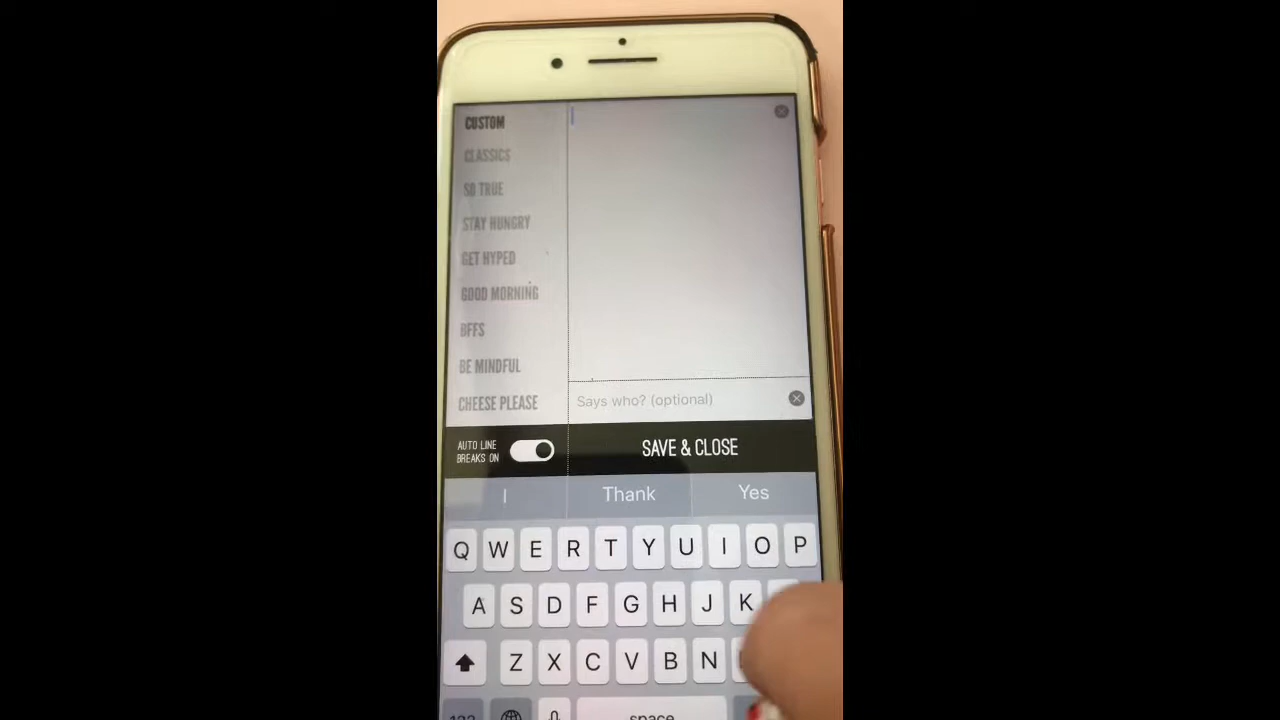 CUSTOM
CLASSICS
SO TRUE
STAY HUNGRY
GET HYPED
GOOD MORNING
BFFS
BE MINDFUL
CHEESE PLEASE
Says who? (optional)
AUTO LINE
BREAKS ON
SAVE & CLOSE
I Thank Yes
Q W E R T Y U I O P
A S D F G H J K
Z X C V B N
123 space